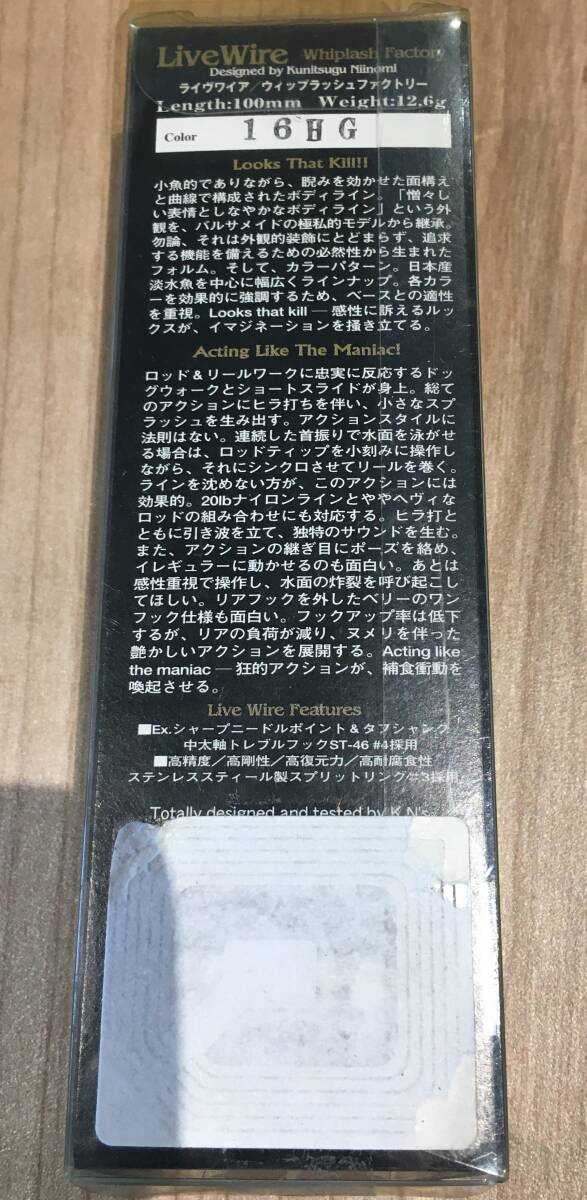 LiveWire Whiplash Factory
Designed by Kunitsugu Niinomi
ライヴワイア／ウィップラッシュファクトリー
Length:100mm Weight:12,6g
Color 16HG
Looks That Kill!!
小魚的でありながら、睨みを効かせた面構え
と曲線で構成されたボディライン。「憎々し
い表情としなやかなボディライン」という外
観を、バルサメイドの極私的モデルから継承。
勿論、それは外観的装飾にとどまらず、追求
する機能を備えるための必然性から生まれた
フォルム。そして、カラーパターン。日本産
淡水魚を中心に幅広くラインナップ。各カラ
ーを効果的に強調するため、ベースとの適性
を重視。Looks that kill ― 感性に訴えるルッ
クスが、イマジネーションを掻き立てる。
Acting Like The Maniac!
ロッド＆リールワークに忠実に反応するドッ
グウォークとショートスライドが身上。総て
のアクションにヒラ打ちを伴い、小さなスプ
ラッシュを生み出す。アクションスタイルに
法則はない。連続した首振りで水面を泳がせ
る場合は、ロッドティップを小刻みに操作し
ながら、それにシンクロさせてリールを巻く。
ラインを沈めない方が、このアクションには
効果的。20lbナイロンラインとややヘヴィな
ロッドの組み合わせにも対応する。ヒラ打と
ともに引き波を立て、独特のサウンドを生む。
また、アクションの継ぎ目にポーズを絡め、
イレギュラーに動かせるのも面白い。あとは
感性重視で操作し、水面の炸裂を呼び起こし
てほしい。リアフックを外したベリーのワン
フック仕様も面白い。フックアップ率は低下
するが、リアの負荷が減り、ヌメリを伴った
艶かしいアクションを展開する。Acting like
the maniac ― 狂的アクションが、補食衝動を
喚起させる。
Live Wire Features
■Ex.シャープニードルポイント＆タフシャンク
中太軸トレブルフックST-46 #4採用
■高精度／高剛性／高復元力／高耐腐食性
ステンレススティール製スプリットリング#3採用
Totally designed and tested by K.N's